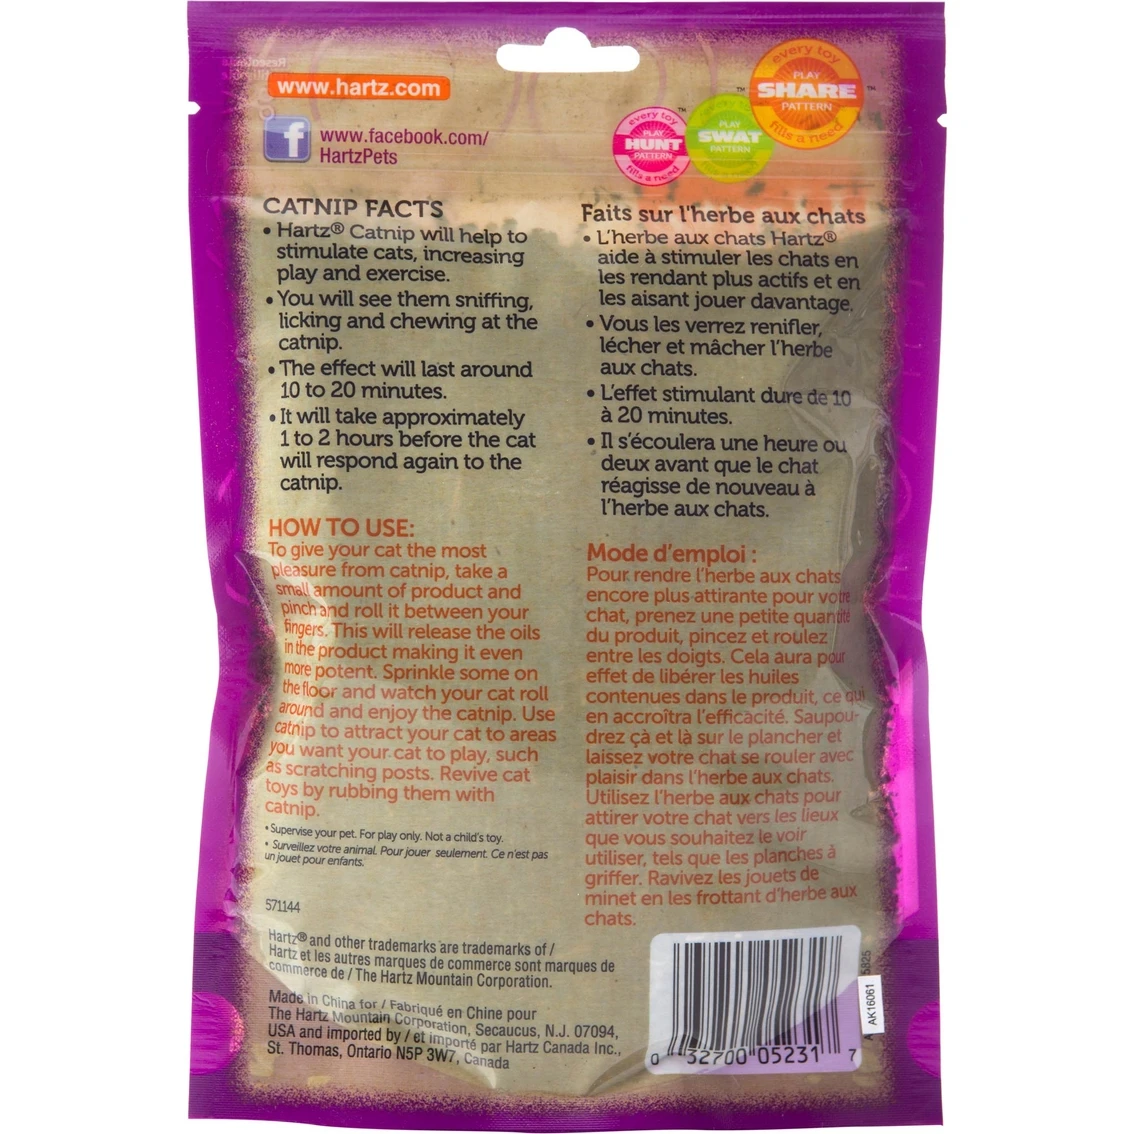 www.hartz.com
www.facebook.com/
HartzPets
every toy
PLAY
HUNT
PATTERN
fills a need
™
PLAY
SWAT
PATTERN
™
every toy
PLAY
SHARE
PATTERN
fills a need
™
CATNIP FACTS
• Hartz® Catnip will help to
stimulate cats, increasing
play and exercise.
• You will see them sniffing,
licking and chewing at the
catnip.
• The effect will last around
10 to 20 minutes.
• It will take approximately
1 to 2 hours before the cat
will respond again to the
catnip.
HOW TO USE:
To give your cat the most
pleasure from catnip, take a
small amount of product and
pinch and roll it between your
fingers. This will release the oils
in the product making it even
more potent. Sprinkle some on
the floor and watch your cat roll
around and enjoy the catnip. Use
catnip to attract your cat to areas
you want your cat to play, such
as scratching posts. Revive cat
toys by rubbing them with
catnip.
• Supervise your pet. For play only. Not a child's toy.
• Surveillez votre animal. Pour jouer seulement. Ce n'est pas
un jouet pour enfants.
571144
Faits sur l'herbe aux chats
• L'herbe aux chats Hartz®
aide à stimuler les chats en
les rendant plus actifs et en
les aisant jouer davantage.
• Vous les verrez renifler,
lécher et mâcher l'herbe
aux chats.
• L'effet stimulant dure de 10
à 20 minutes.
• Il s'écoulera une heure ou
deux avant que le chat
réagisse de nouveau à
l'herbe aux chats.
Mode d'emploi :
Pour rendre l'herbe aux chats
encore plus attirante pour votre
chat, prenez une petite quantité
du produit, pincez et roulez
entre les doigts. Cela aura pour
effet de libérer les huiles
contenues dans le produit, ce qui
en accroîtra l'efficacité. Saupou-
drez çà et là sur le plancher et
laissez votre chat se rouler avec
plaisir dans l'herbe aux chats.
Utilisez l'herbe aux chats pour
attirer votre chat vers les lieux
que vous souhaitez le voir
utiliser, tels que les planches à
griffer. Ravivez les jouets de
minet en les frottant d'herbe aux
chats.
Hartz® and other trademarks are trademarks of /
Hartz et les autres marques de commerce sont marques de
commerce de / The Hartz Mountain Corporation.
Made in China for / Fabriqué en Chine pour
The Hartz Mountain Corporation, Secaucus, N.J. 07094,
USA and imported by / et importé par Hartz Canada Inc.,
St. Thomas, Ontario N5P 3W7, Canada
0 32700 05231 7
AK16061